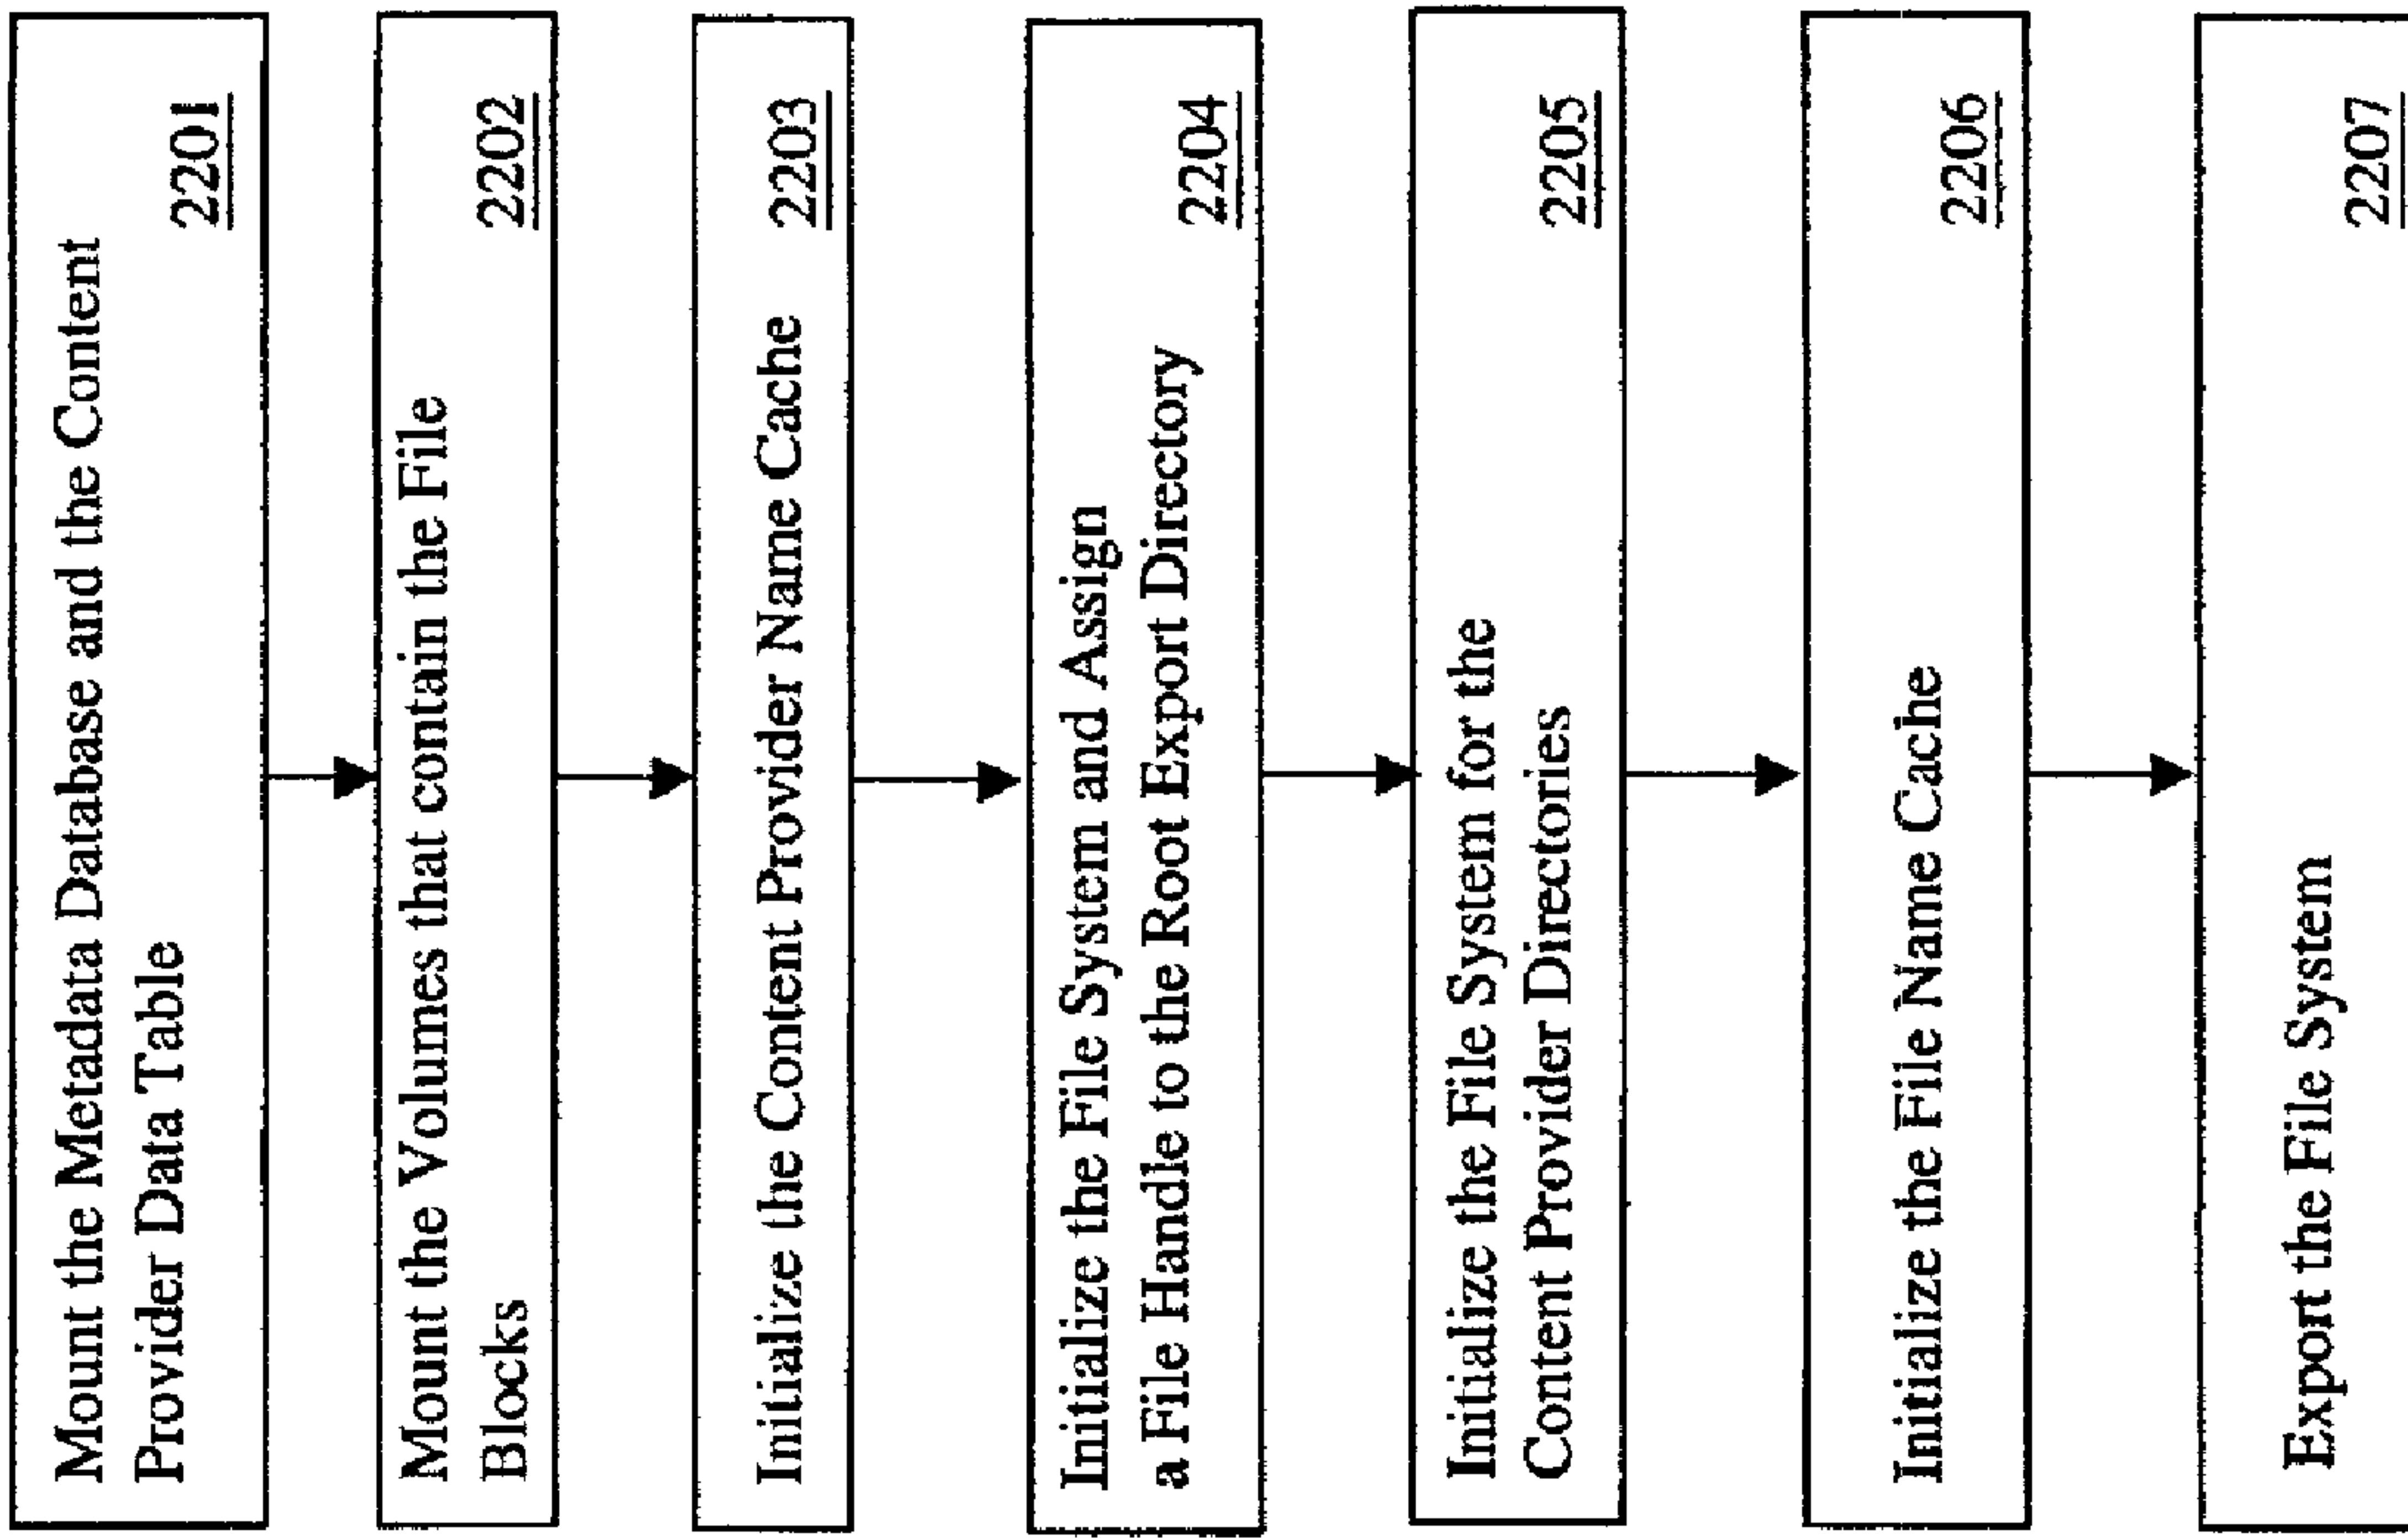 Mount the Metadata Database and the Content
Provider Data Table
2201
Mount the Volumes that contain the File
Blocks
2202
Initialize the Content Provider Name Cache
2203
Initialize the File System and Assign
a File Handle to the Root Export Directory
2204
Initialize the File System for the
Content Provider Directories
2205
Initialize the File Name Cache
2206
Export the File System
2207